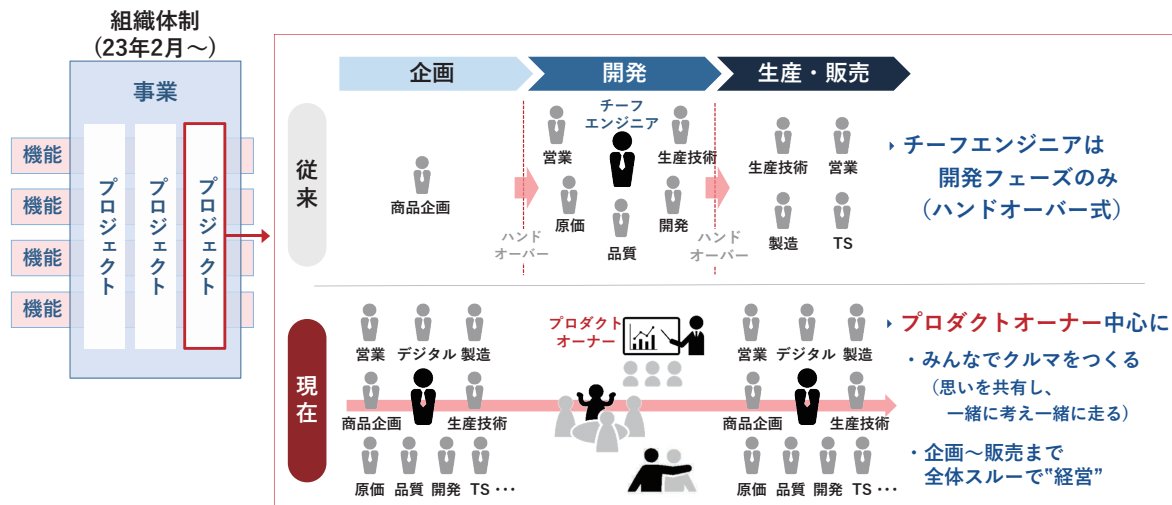 組織体制
(23年2月〜)
事業
機能
機能
機能
機能
プロジェクト
プロジェクト
プロジェクト
企画
開発
生産・販売
従来
商品企画
ハンド
オーバー
チーフ
エンジニア
営業
生産技術
原価
品質
開発
ハンド
オーバー
生産技術
営業
製造
TS
チーフエンジニアは
開発フェーズのみ
（ハンドオーバー式）
現在
営業
デジタル
製造
商品企画
生産技術
原価
品質
開発
TS・・・
プロダクト
オーナー
営業
デジタル
製造
商品企画
生産技術
原価
品質
開発
TS・・・
プロダクトオーナー中心に
・みんなでクルマをつくる
（思いを共有し、
一緒に考え一緒に走る）
・企画〜販売まで
全体スルーで"経営"